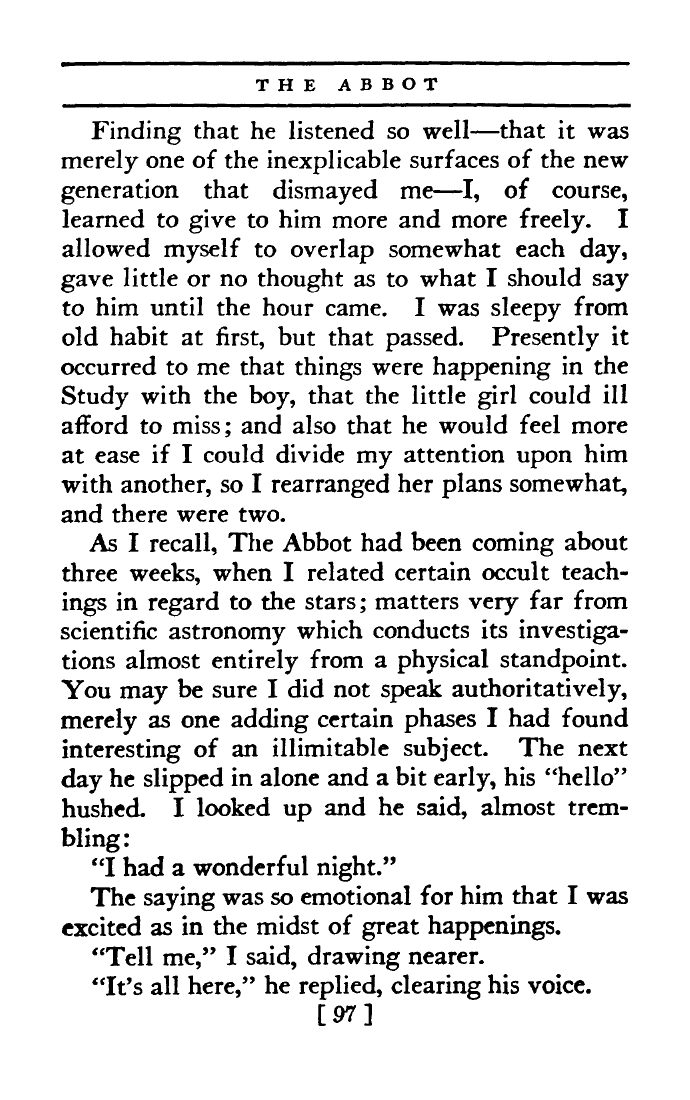 THE ABBOT
Finding that he listened so well—that it was
merely one of the inexplicable surfaces of the new
generation that dismayed me—I, of course,
learned to give to him more and more freely. I
allowed myself to overlap somewhat each day,
gave little or no thought as to what I should say
to him until the hour came. I was sleepy from
old habit at first, but that passed. Presently it
occurred to me that things were happening in the
Study with the boy, that the little girl could ill
afford to miss; and also that he would feel more
at ease if I could divide my attention upon him
with another, so I rearranged her plans somewhat,
and there were two.
As I recall, The Abbot had been coming about
three weeks, when I related certain occult teach-
ings in regard to the stars; matters very far from
scientific astronomy which conducts its investiga-
tions almost entirely from a physical standpoint.
You may be sure I did not speak authoritatively,
merely as one adding certain phases I had found
interesting of an illimitable subject. The next
day he slipped in alone and a bit early, his “hello”
hushed. I looked up and he said, almost trem-
bling:
“I had a wonderful night.”
The saying was so emotional for him that I was
excited as in the midst of great happenings.
“Tell me,” I said, drawing nearer.
“It’s all here,” he replied, clearing his voice.
[ 97 ]